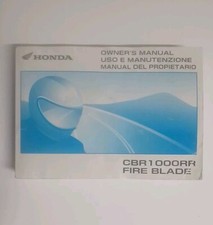 HONDA
OWNER'S MANUAL
USO E MANUTENZIONE
MANUAL DEL PROPIETARIO
CBR1000RR
FIRE BLADE